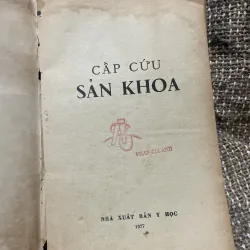 CẤP CỨU
SẢN KHOA
NHÀ XUẤT BẢN Y HỌC
1977